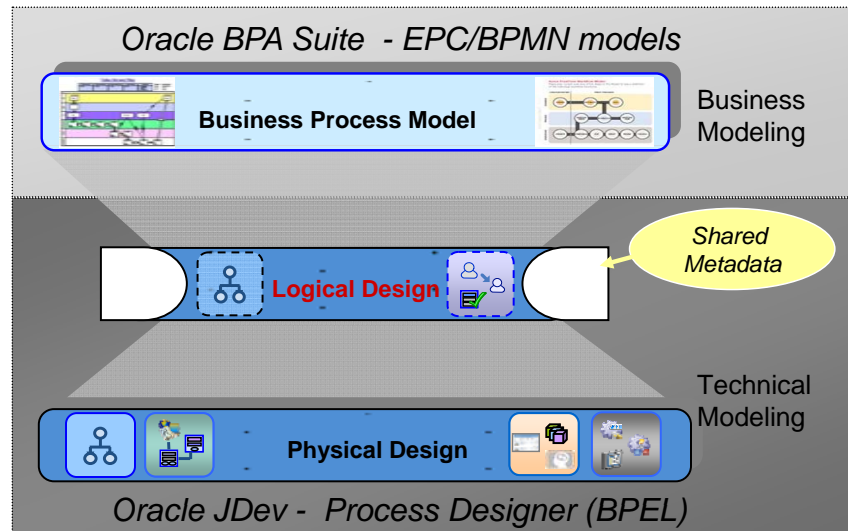 Oracle BPA Suite - EPC/BPMN models
Business Process Model
Business
Modeling
Shared
Metadata
Logical Design
Technical
Modeling
Physical Design
Oracle JDev - Process Designer (BPEL)